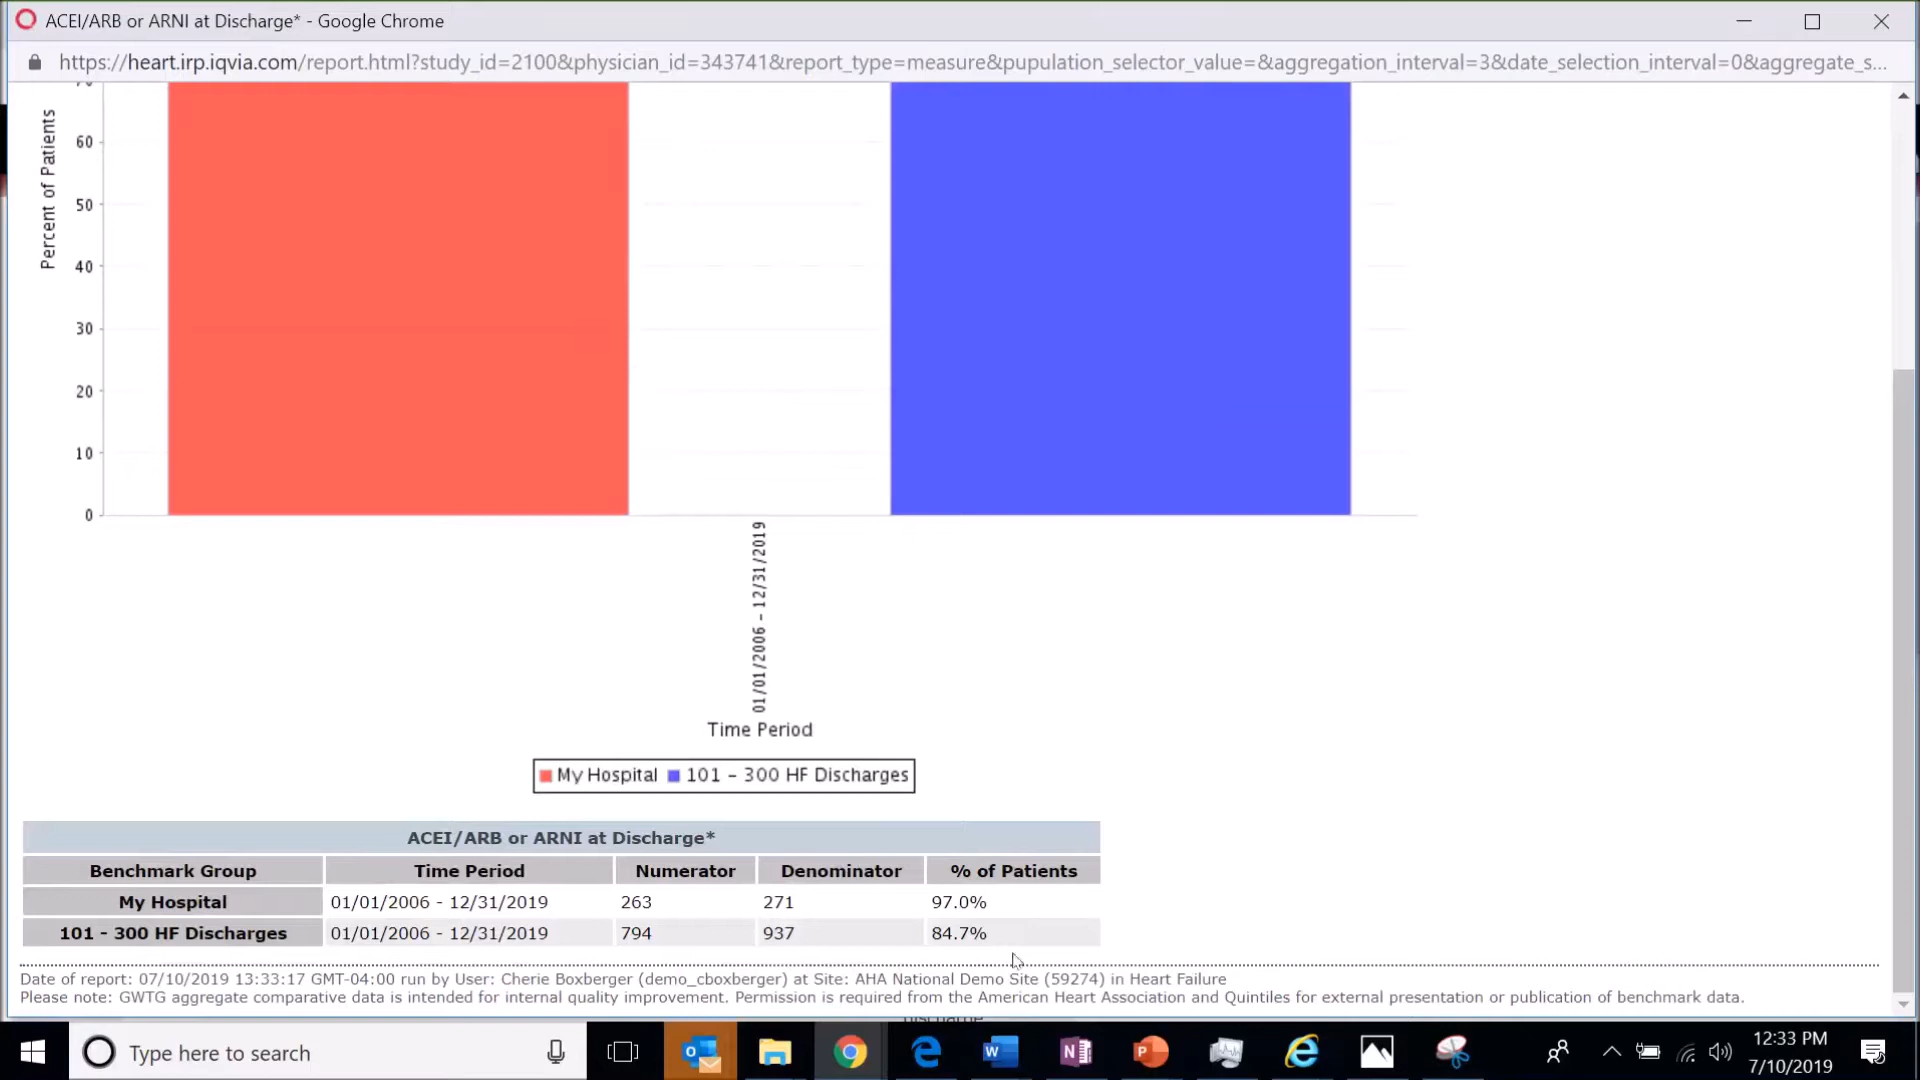 ACEI/ARB or ARNI at Discharge* - Google Chrome
https://heart.irp.iqvia.com/report.html?study_id=2100&physician_id=343741&report_type=measure&pupulation_selector_value=&aggregation_interval=3&date_selection_interval=0&aggregate_s...
Percent of Patients
60
50
40
30
20
10
0
01/01/2006 - 12/31/2019
Time Period
My Hospital 101 - 300 HF Discharges
ACEI/ARB or ARNI at Discharge*
Benchmark Group Time Period Numerator Denominator % of Patients
My Hospital 01/01/2006 - 12/31/2019 263 271 97.0%
101 - 300 HF Discharges 01/01/2006 - 12/31/2019 794 937 84.7%
Date of report: 07/10/2019 13:33:17 GMT-04:00 run by User: Cherie Boxberger (demo_cboxberger) at Site: AHA National Demo Site (59274) in Heart Failure
Please note: GWTG aggregate comparative data is intended for internal quality improvement. Permission is required from the American Heart Association and Quintiles for external presentation or publication of benchmark data.
Type here to search
12:33 PM
7/10/2019